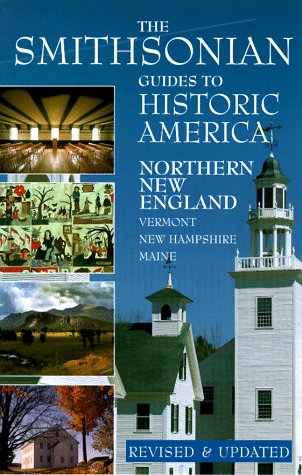 THE
SMITHSONIAN
GUIDES TO
HISTORIC
AMERICA
NORTHERN
NEW
ENGLAND
VERMONT
NEW HAMPSHIRE
MAINE
REVISED & UPDATED